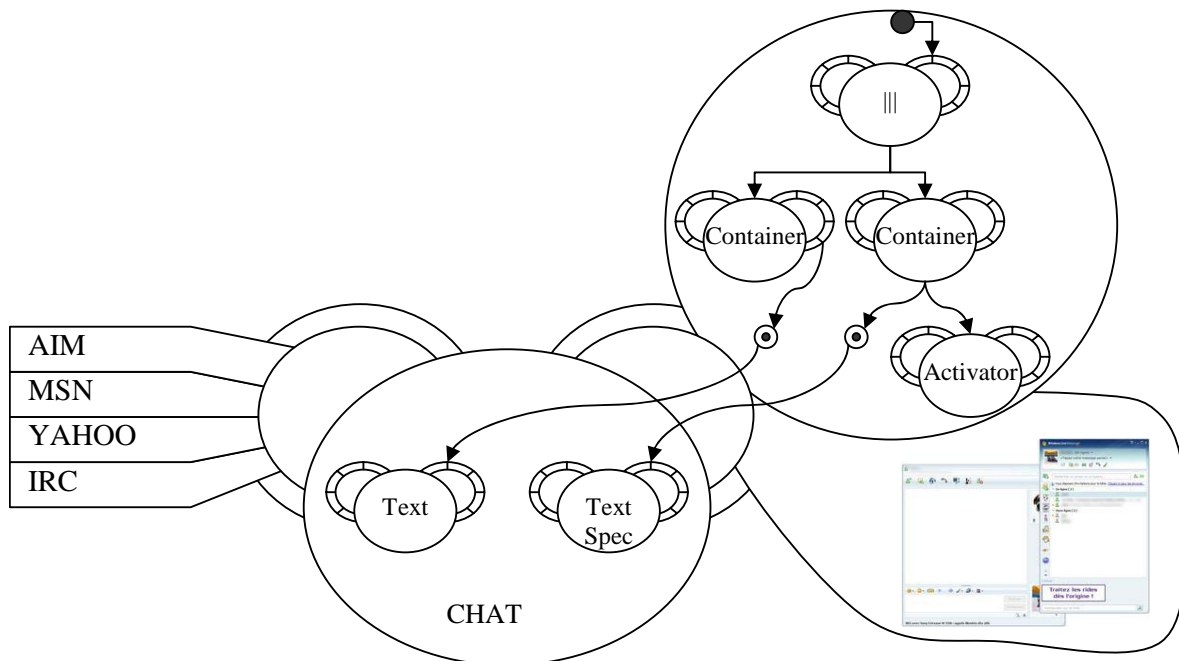 |||
Container
Container
Activator
AIM
MSN
YAHOO
IRC
Text
Text
Spec
CHAT
Traitez les rides
dès l'origine !